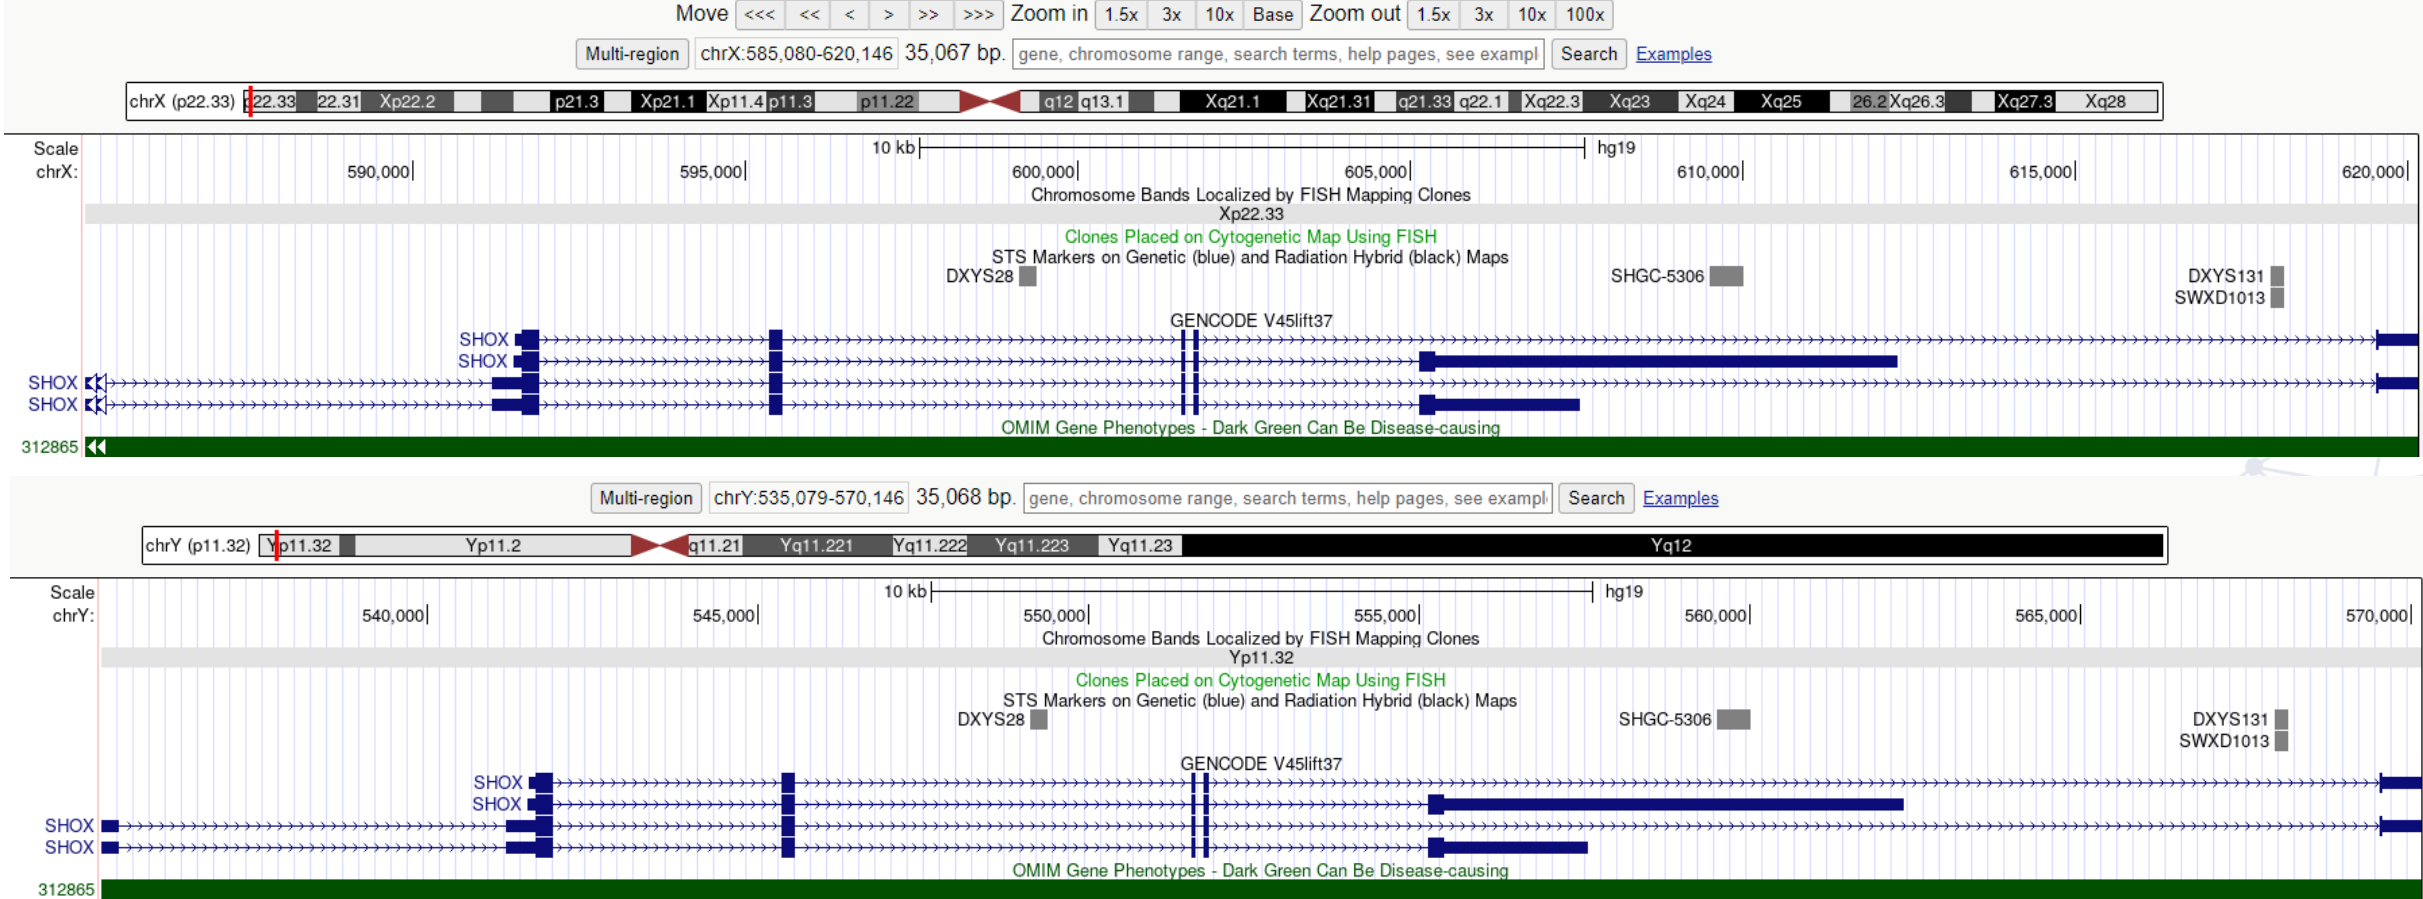 Move <<< << < > >> >>> Zoom in 1.5x 3x 10x Base Zoom out 1.5x 3x 10x 100x
Multi-region chrX:585,080-620,146 35,067 bp. gene, chromosome range, search terms, help pages, see exampl Search Examples
chrX (p22.33) p22.33 22.31 Xp22.2 p21.3 Xp21.1 Xp11.4 p11.3 p11.22 q12 q13.1 Xq21.1 Xq21.31 q21.33 q22.1 Xq22.3 Xq23 Xq24 Xq25 26.2 Xq26.3 Xq27.3 Xq28
Scale 10 kb hg19
chrX: 590,000 595,000 600,000 605,000 610,000 615,000 620,000
Chromosome Bands Localized by FISH Mapping Clones
Xp22.33
Clones Placed on Cytogenetic Map Using FISH
STS Markers on Genetic (blue) and Radiation Hybrid (black) Maps
DXYS28 SHGC-5306 DXYS131
SWXD1013
GENCODE V45lift37
SHOX
SHOX
SHOX
SHOX
OMIM Gene Phenotypes - Dark Green Can Be Disease-causing
312865
Multi-region chrY:535,079-570,146 35,068 bp. gene, chromosome range, search terms, help pages, see exampl Search Examples
chrY (p11.32) Yp11.32 Yp11.2 q11.21 Yq11.221 Yq11.222 Yq11.223 Yq11.23 Yq12
Scale 10 kb hg19
chrY: 540,000 545,000 550,000 555,000 560,000 565,000 570,000
Chromosome Bands Localized by FISH Mapping Clones
Yp11.32
Clones Placed on Cytogenetic Map Using FISH
STS Markers on Genetic (blue) and Radiation Hybrid (black) Maps
DXYS28 SHGC-5306 DXYS131
SWXD1013
GENCODE V45lift37
SHOX
SHOX
SHOX
SHOX
OMIM Gene Phenotypes - Dark Green Can Be Disease-causing
312865